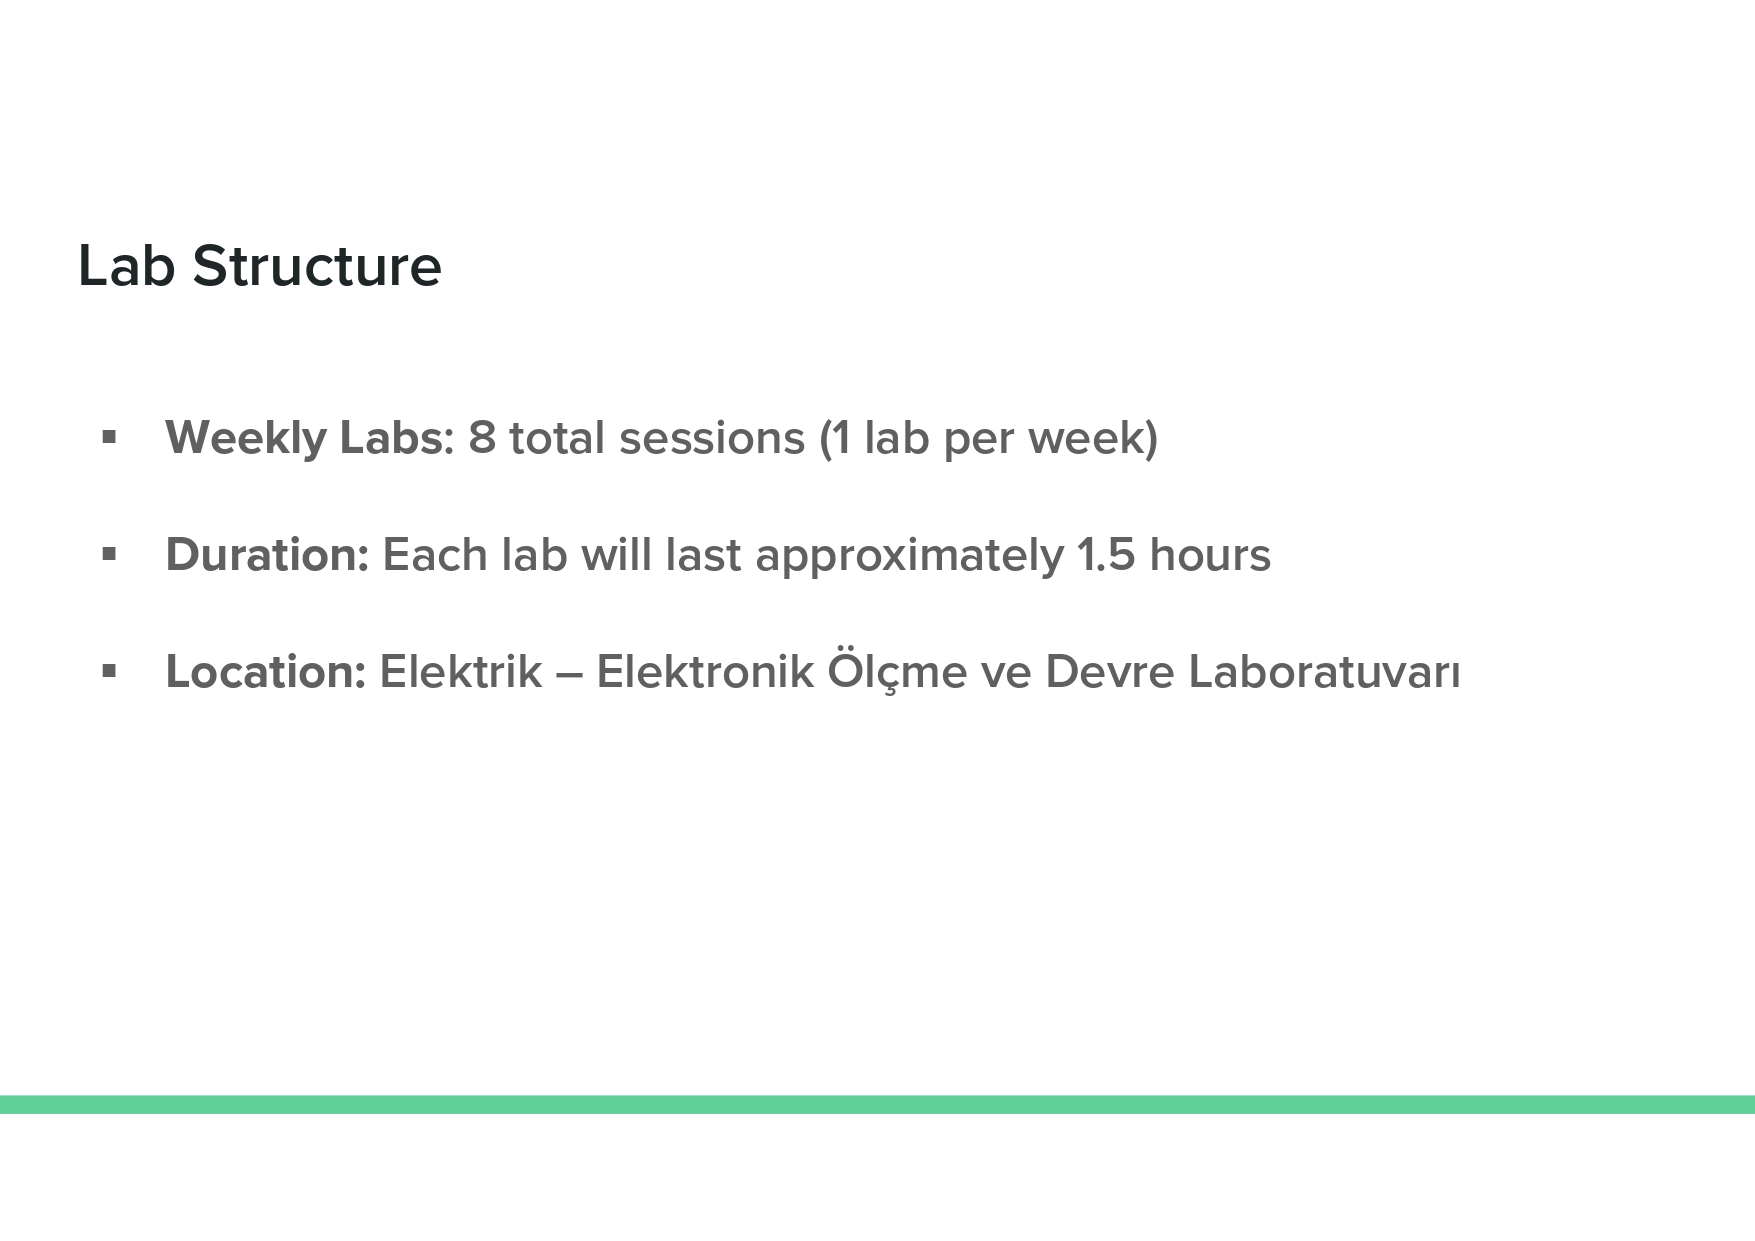 Lab Structure
▪ Weekly Labs: 8 total sessions (1 lab per week)
▪ Duration: Each lab will last approximately 1.5 hours
▪ Location: Elektrik – Elektronik Ölçme ve Devre Laboratuvarı